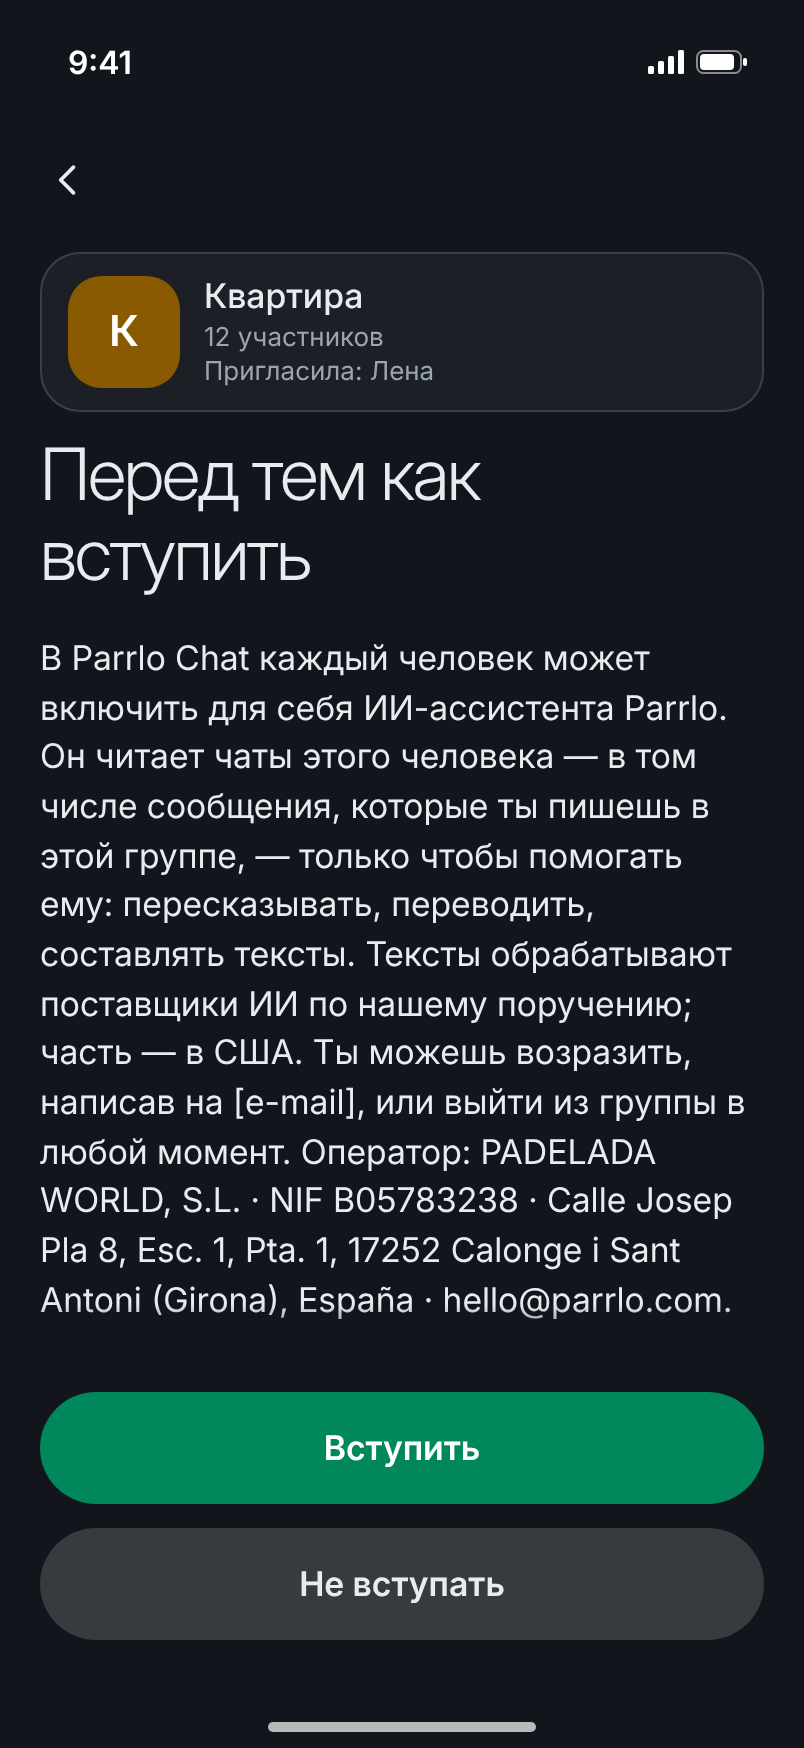 9:41
К
Квартира
12 участников
Пригласила: Лена
Перед тем как
вступить
В Parrlo Chat каждый человек может
включить для себя ИИ-ассистента Parrlo.
Он читает чаты этого человека — в том
числе сообщения, которые ты пишешь в
этой группе, — только чтобы помогать
ему: пересказывать, переводить,
составлять тексты. Тексты обрабатывают
поставщики ИИ по нашему поручению;
часть — в США. Ты можешь возразить,
написав на [e-mail], или выйти из группы в
любой момент. Оператор: PADELADA
WORLD, S.L. · NIF B05783238 · Calle Josep
Pla 8, Esc. 1, Pta. 1, 17252 Calonge i Sant
Antoni (Girona), España · hello@parrlo.com.
Вступить
Не вступать